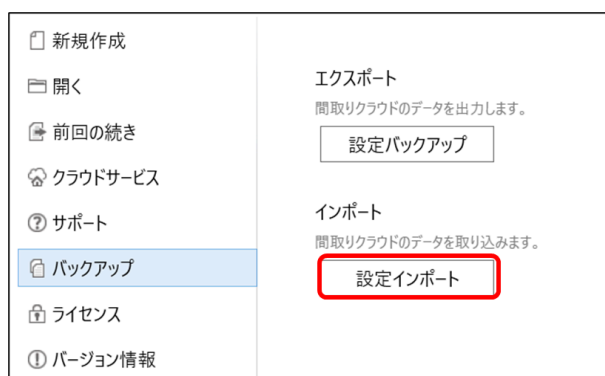 新規作成
開く
前回の続き
クラウドサービス
サポート
バックアップ
ライセンス
バージョン情報
エクスポート
間取りクラウドのデータを出力します。
設定バックアップ
インポート
間取りクラウドのデータを取り込みます。
設定インポート